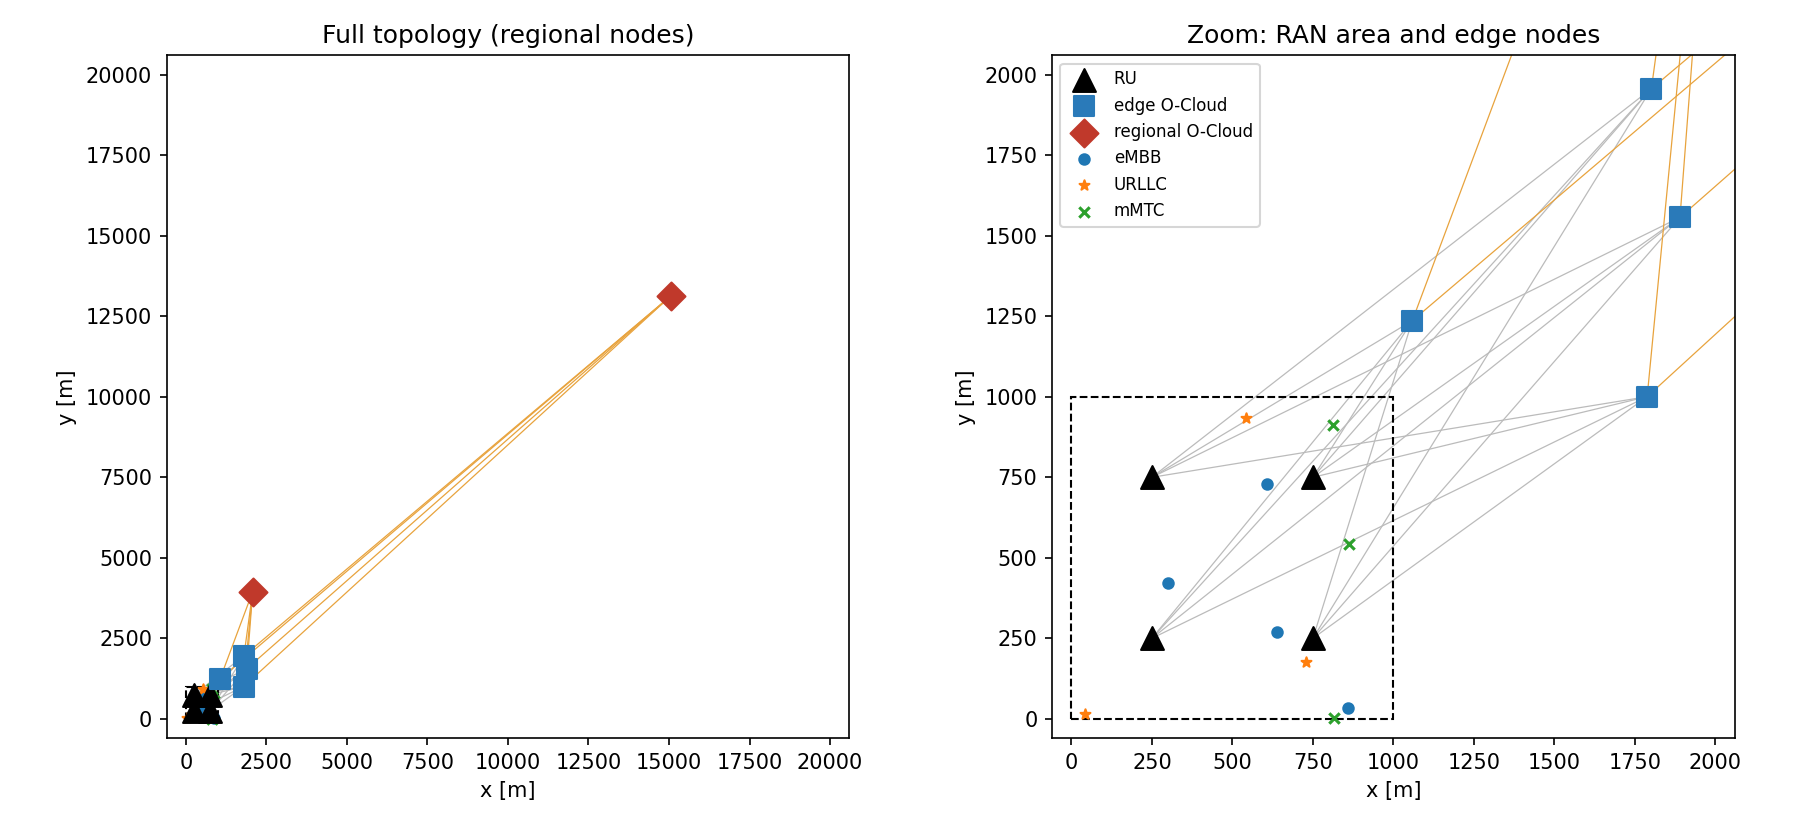 Full topology (regional nodes)
20000
17500
15000
12500
10000
7500
5000
2500
0
y [m]
0 2500 5000 7500 10000 12500 15000 17500 20000
x [m]
Zoom: RAN area and edge nodes
RU
edge O-Cloud
regional O-Cloud
eMBB
URLLC
mMTC
2000
1750
1500
1250
1000
750
500
250
0
y [m]
0 250 500 750 1000 1250 1500 1750 2000
x [m]